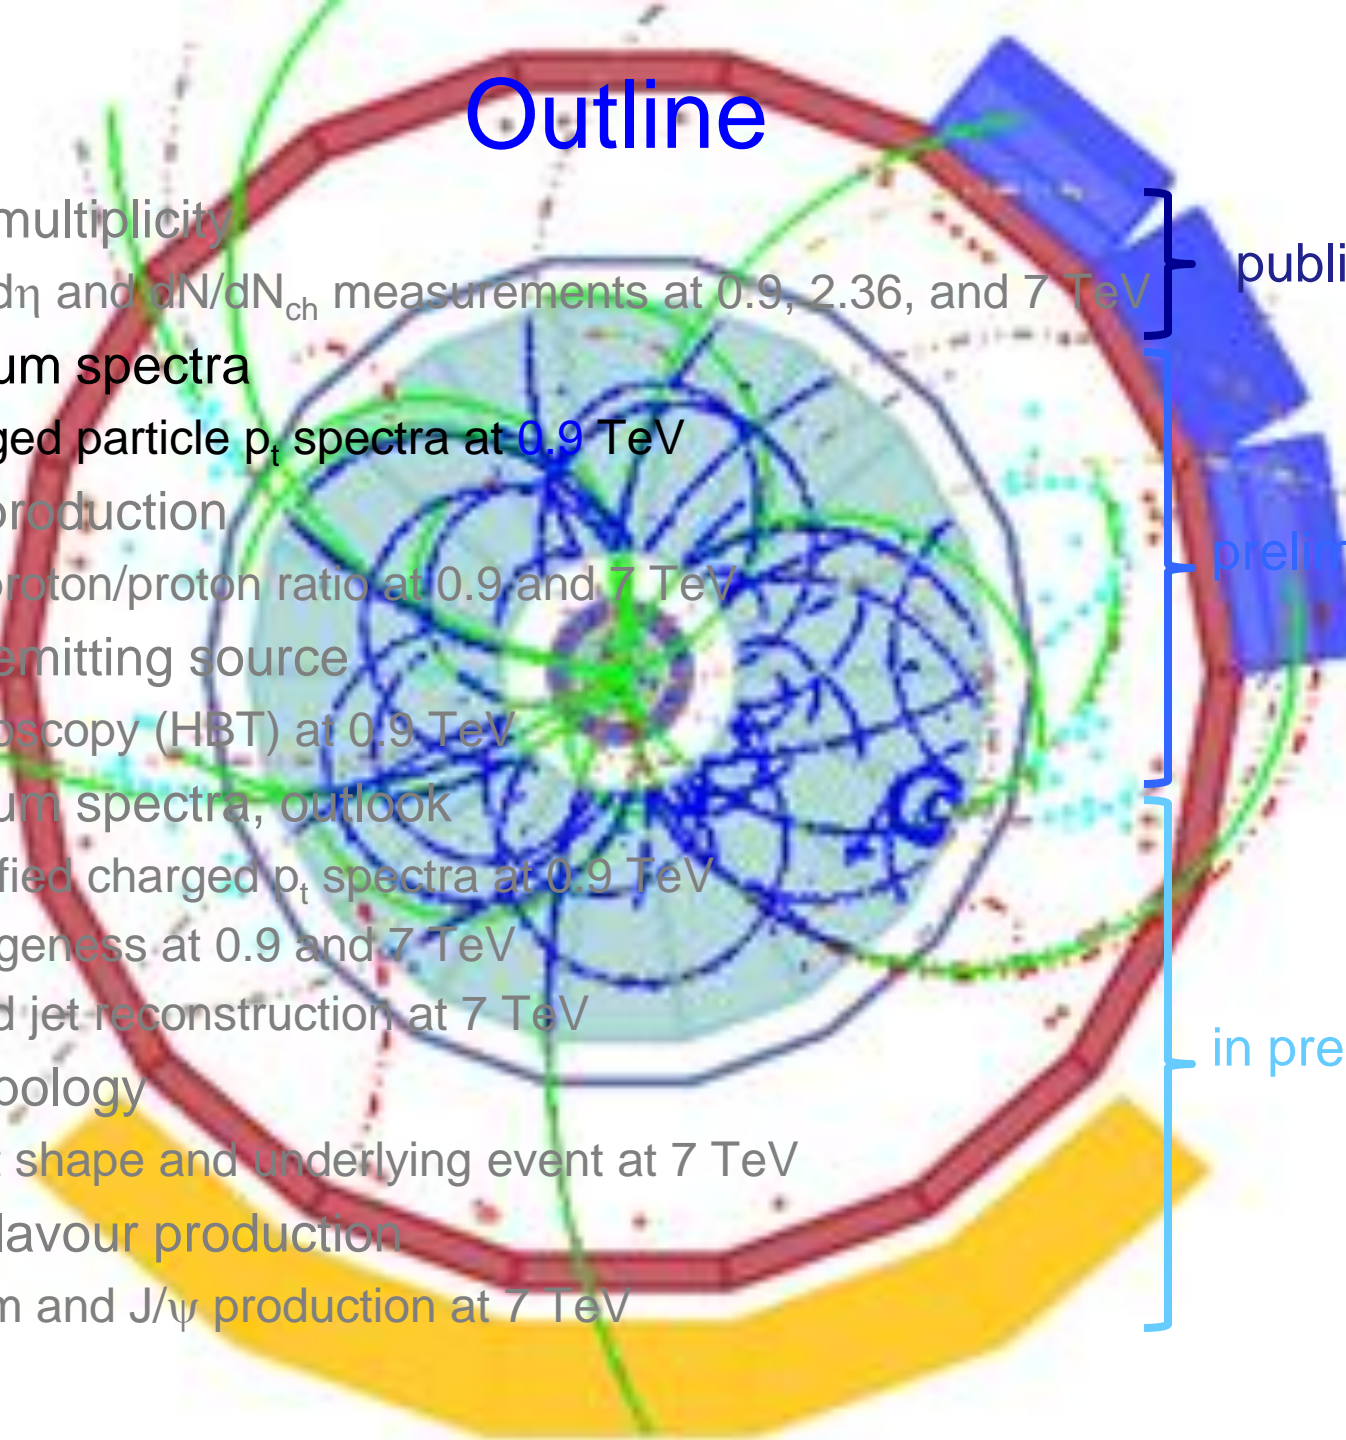 Outline
multiplicity
dη and dN/dNch measurements at 0.9, 2.36, and 7 TeV
publi
um spectra
ged particle pt spectra at 0.9 TeV
production
proton/proton ratio at 0.9 and 7 TeV
prelim
emitting source
oscopy (HBT) at 0.9 TeV
um spectra, outlook
ified charged pt spectra at 0.9 TeV
geness at 0.9 and 7 TeV
d jet reconstruction at 7 TeV
in pre
pology
t shape and underlying event at 7 TeV
lavour production
m and J/ψ production at 7 TeV